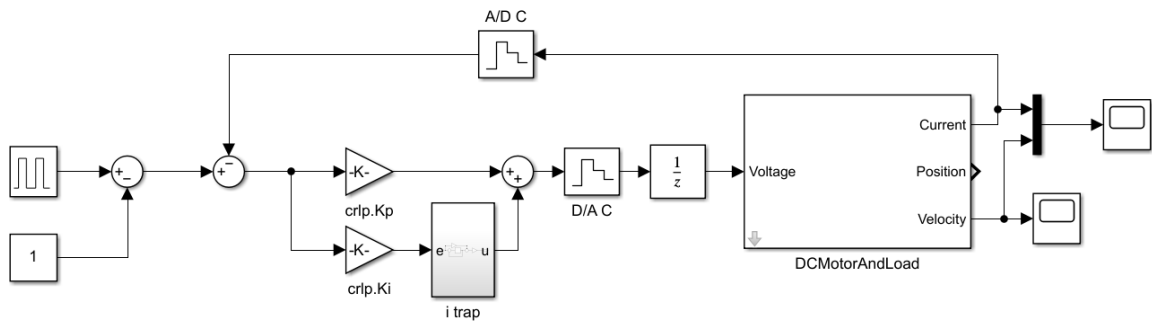 A/D C
+
−
+
−
-K-
crlp.Kp
+
+
D/A C
1
z
Voltage
Current
Position
Velocity
DCMotorAndLoad
1
-K-
crlp.Ki
e
u
i trap